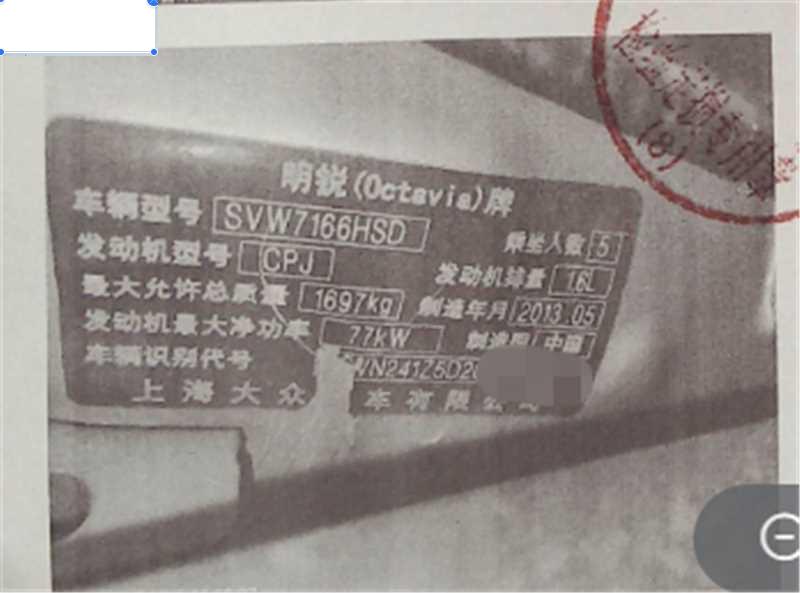 明锐(Octavia)牌
车辆型号 SVW7166HSD
乘坐人数 5
发动机型号 CPJ
发动机排量 1.6L
最大允许总质量 1697kg
制造年月 2013.05
发动机最大净功率 77kW
制造国 中国
车辆识别代号 WN241Z5D20
上海大众 车有限公司
(8)